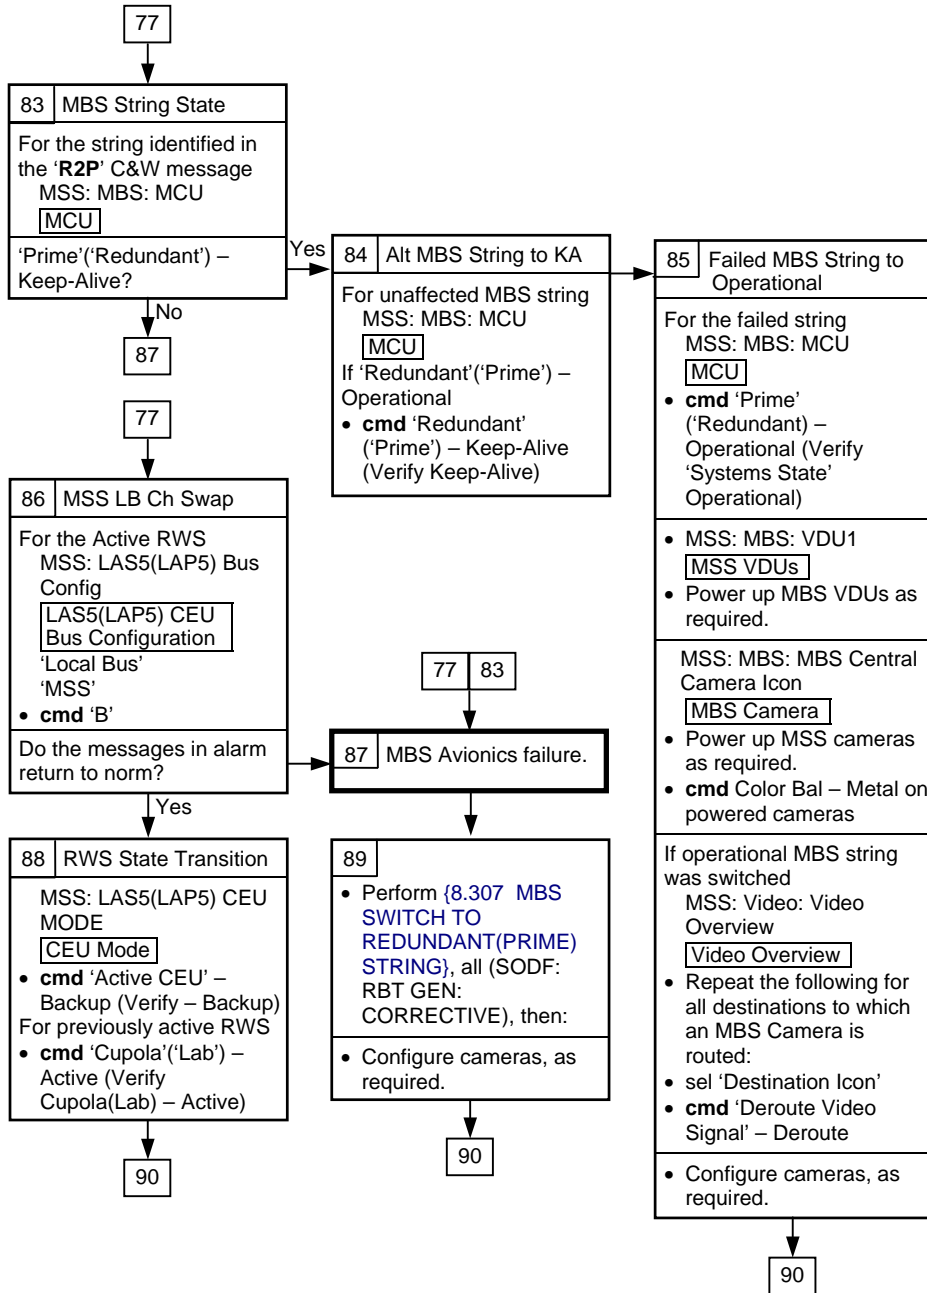 77
83 MBS String State
For the string identified in
the ‘R2P’ C&W message
MSS: MBS: MCU
MCU
‘Prime’(‘Redundant’) –
Keep-Alive?
Yes
No
87
84 Alt MBS String to KA
For unaffected MBS string
MSS: MBS: MCU
MCU
If ‘Redundant’(‘Prime’) –
Operational
• cmd ‘Redundant’
(‘Prime’) – Keep-Alive
(Verify Keep-Alive)
85 Failed MBS String to
Operational
For the failed string
MSS: MBS: MCU
MCU
• cmd ‘Prime’
(‘Redundant) –
Operational (Verify
‘Systems State’
Operational)
• MSS: MBS: VDU1
MSS VDUs
• Power up MBS VDUs as
required.
MSS: MBS: MBS Central
Camera Icon
MBS Camera
• Power up MSS cameras
as required.
• cmd Color Bal – Metal on
powered cameras
If operational MBS string
was switched
MSS: Video: Video
Overview
Video Overview
• Repeat the following for
all destinations to which
an MBS Camera is
routed:
• sel ‘Destination Icon’
• cmd ‘Deroute Video
Signal’ – Deroute
• Configure cameras, as
required.
90
77
86 MSS LB Ch Swap
For the Active RWS
MSS: LAS5(LAP5) Bus
Config
LAS5(LAP5) CEU
Bus Configuration
‘Local Bus’
‘MSS’
• cmd ‘B’
Do the messages in alarm
return to norm?
Yes
88 RWS State Transition
MSS: LAS5(LAP5) CEU
MODE
CEU Mode
• cmd ‘Active CEU’ –
Backup (Verify – Backup)
For previously active RWS
• cmd ‘Cupola’(‘Lab’) –
Active (Verify
Cupola(Lab) – Active)
90
77 83
87 MBS Avionics failure.
89
• Perform {8.307 MBS
SWITCH TO
REDUNDANT(PRIME)
STRING}, all (SODF:
RBT GEN:
CORRECTIVE), then:
• Configure cameras, as
required.
90